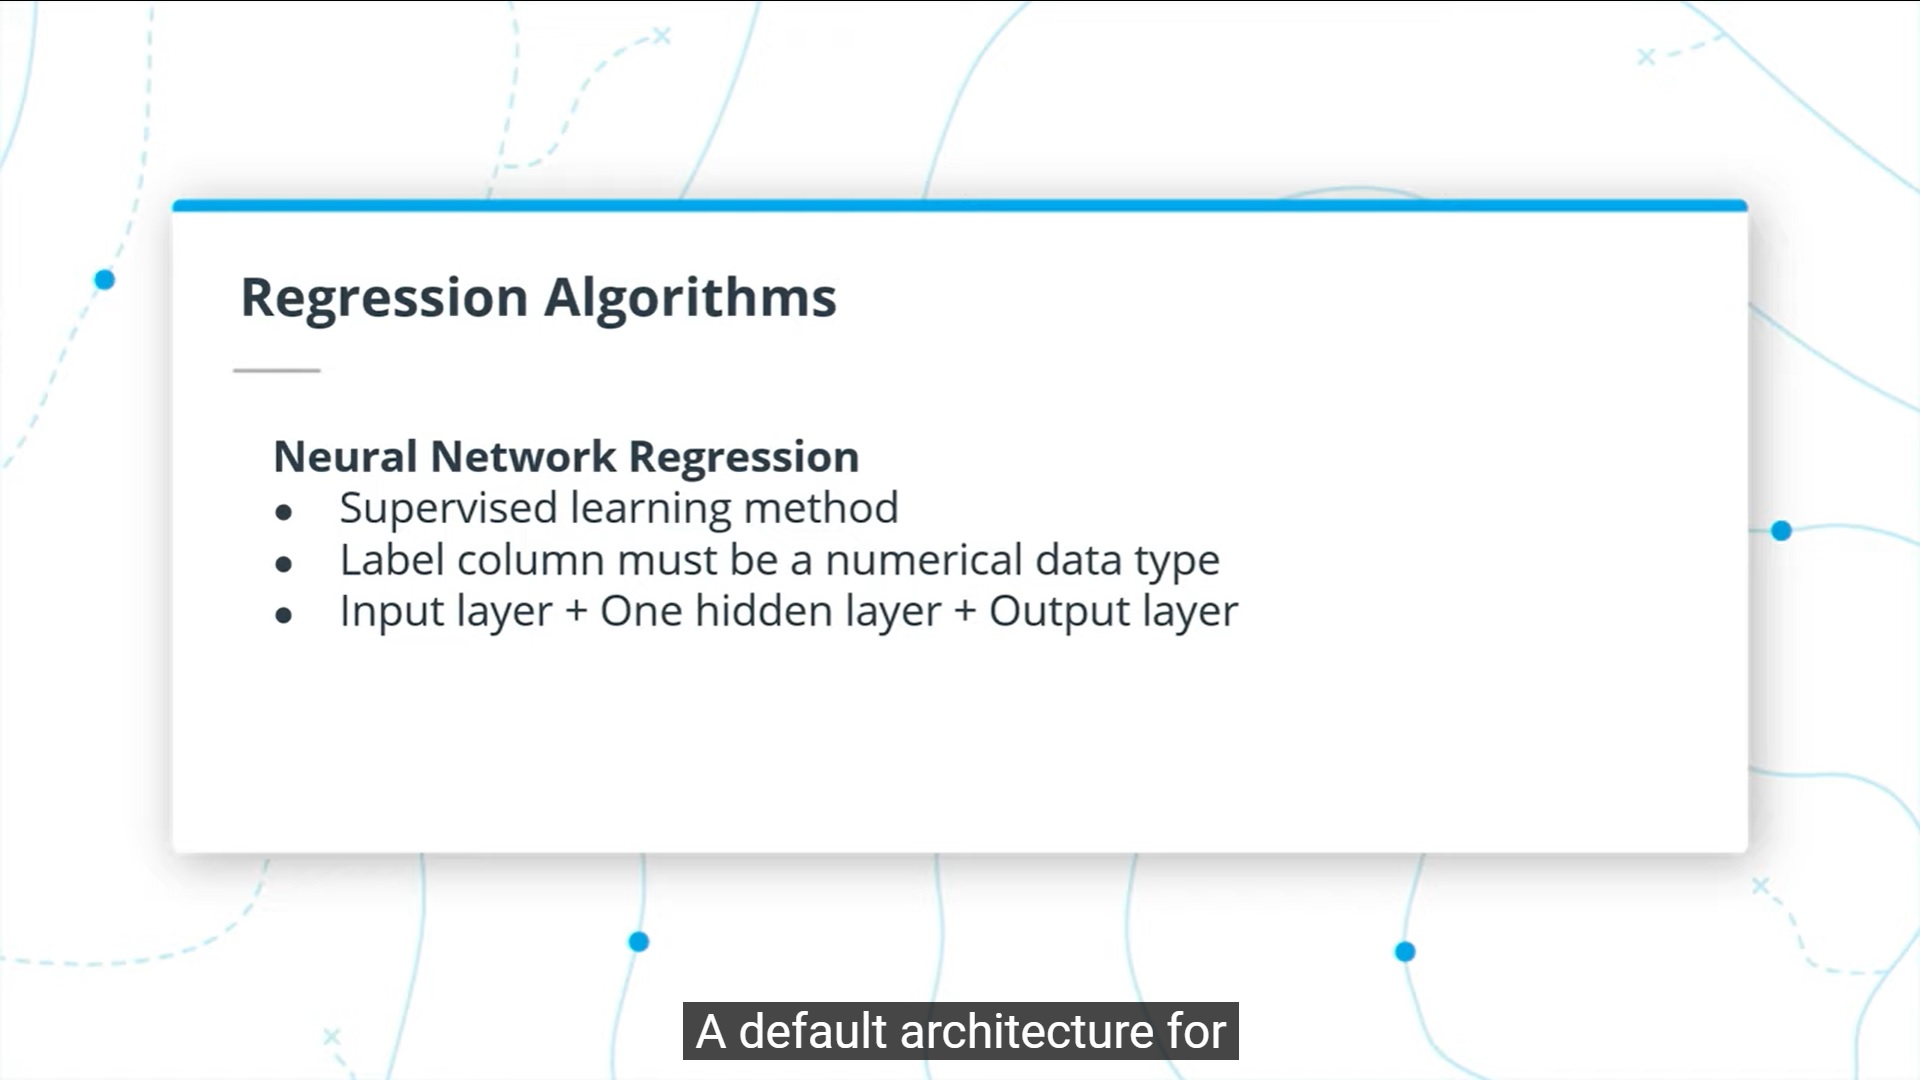 Regression Algorithms
Neural Network Regression
● Supervised learning method
● Label column must be a numerical data type
● Input layer + One hidden layer + Output layer
A default architecture for